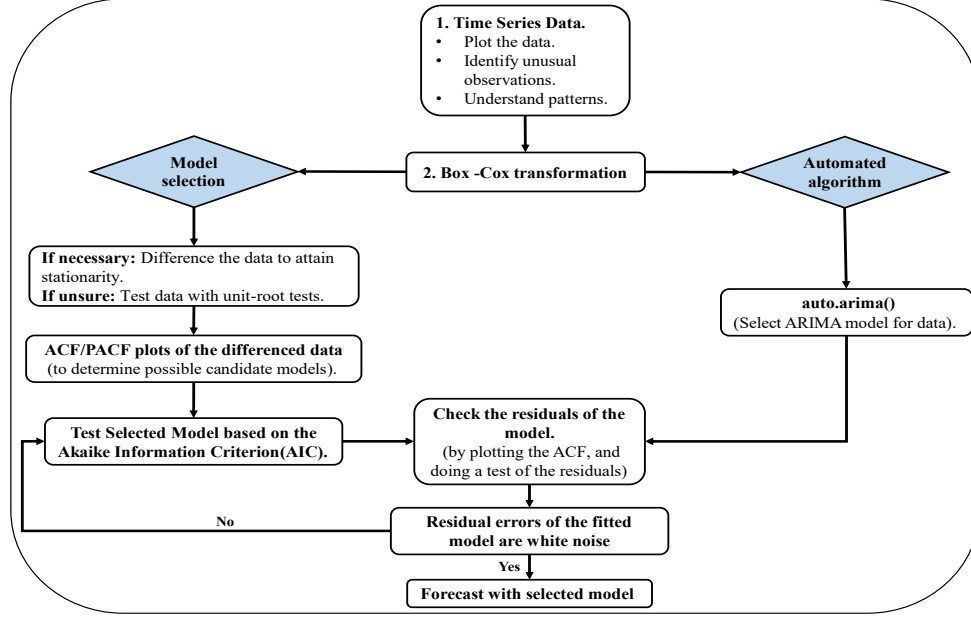 1. Time Series Data.
• Plot the data.
• Identify unusual
observations.
• Understand patterns.
Model
selection
2. Box -Cox transformation
Automated
algorithm
If necessary: Difference the data to attain
stationarity.
If unsure: Test data with unit-root tests.
auto.arima()
(Select ARIMA model for data).
ACF/PACF plots of the differenced data
(to determine possible candidate models).
Test Selected Model based on the
Akaike Information Criterion(AIC).
Check the residuals of the
model.
(by plotting the ACF, and
doing a test of the residuals)
No
Residual errors of the fitted
model are white noise
Yes
Forecast with selected model